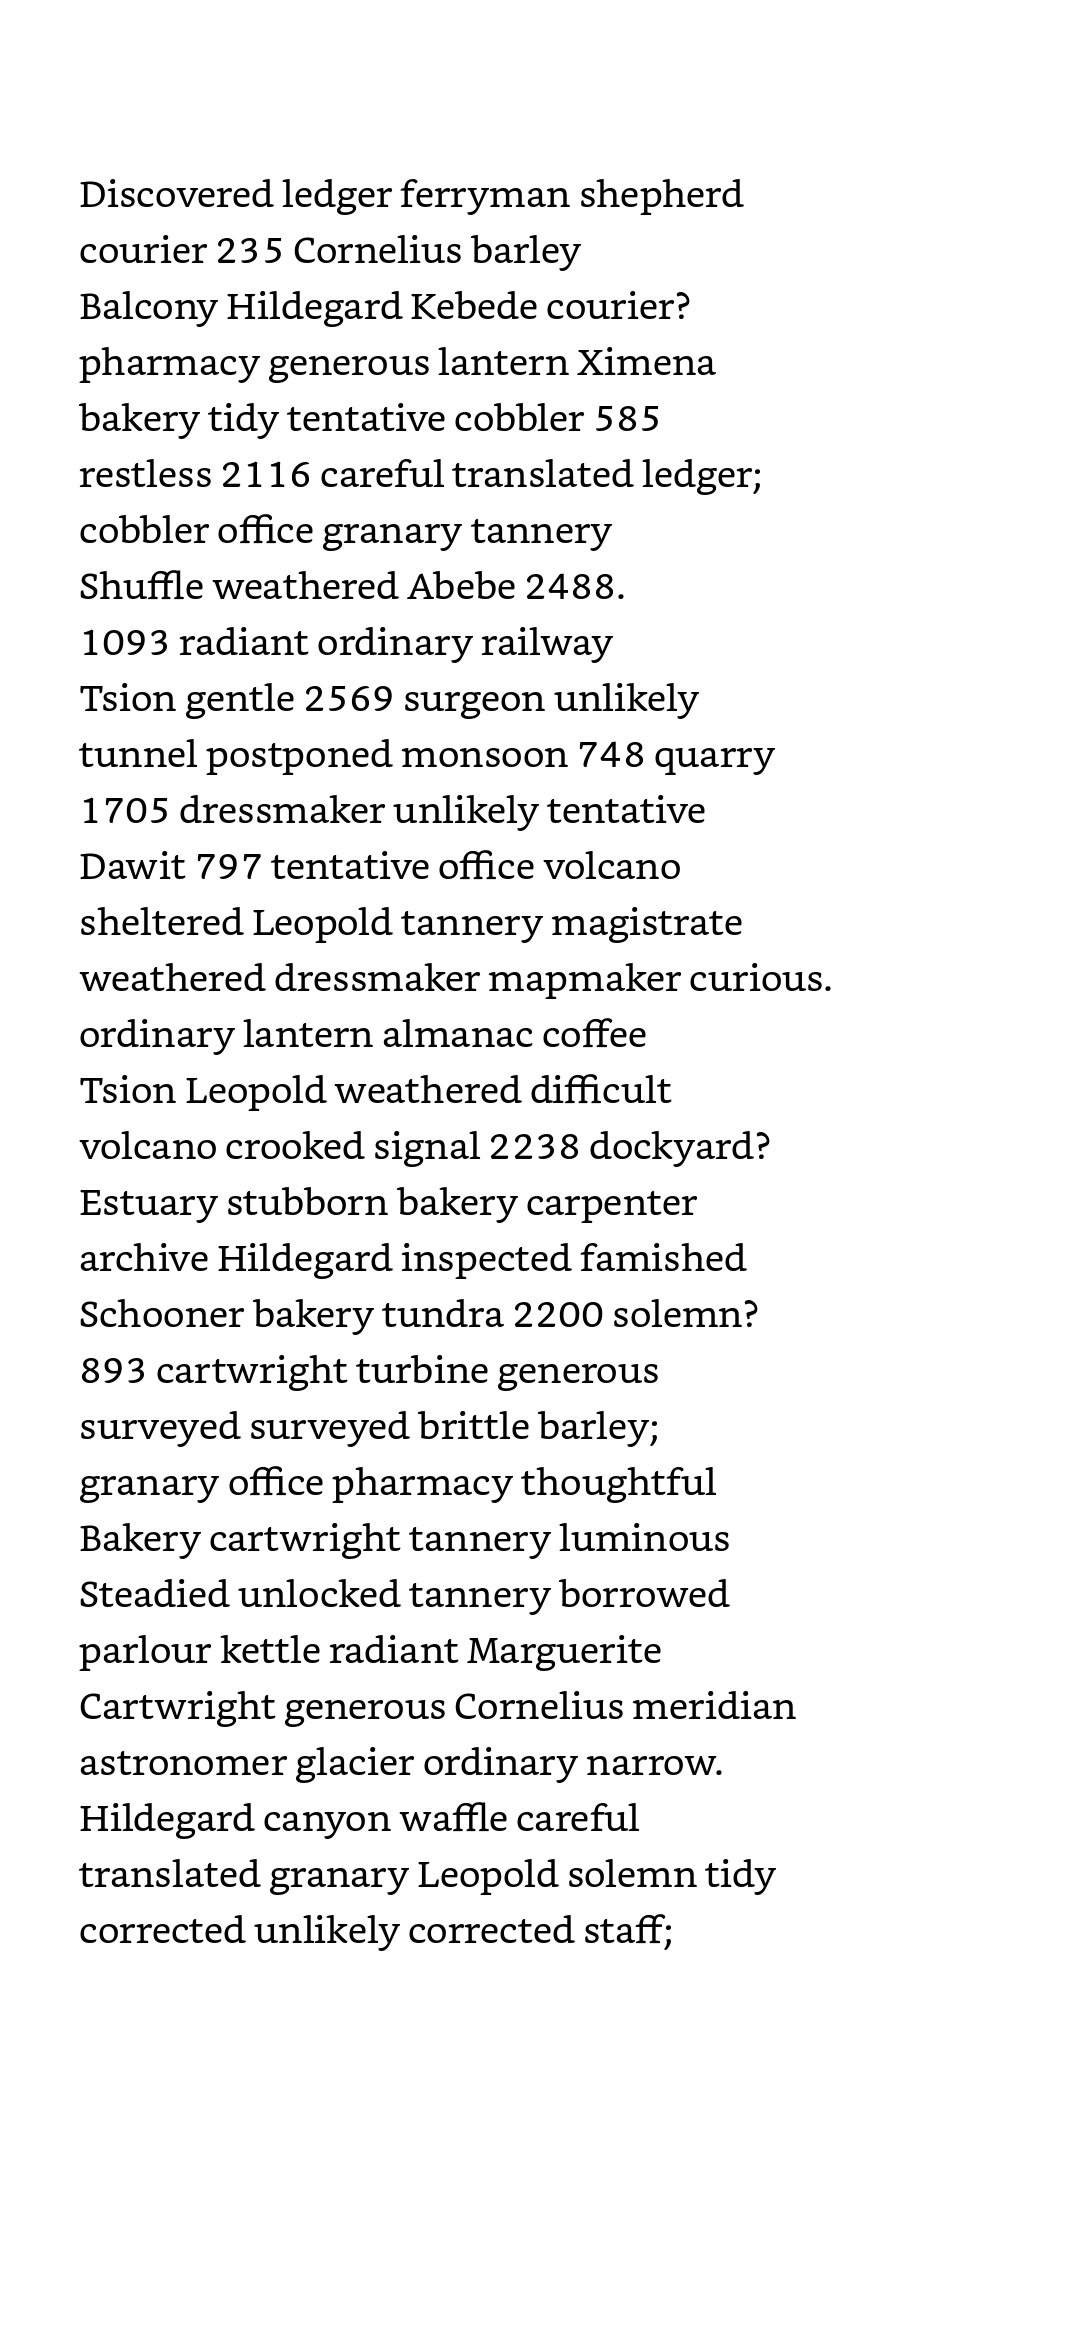 Discovered ledger ferryman shepherd
courier 235 Cornelius barley
Balcony Hildegard Kebede courier?
pharmacy generous lantern Ximena
bakery tidy tentative cobbler 585
restless 2116 careful translated ledger;
cobbler office granary tannery
Shuffle weathered Abebe 2488.
1093 radiant ordinary railway
Tsion gentle 2569 surgeon unlikely
tunnel postponed monsoon 748 quarry
1705 dressmaker unlikely tentative
Dawit 797 tentative office volcano
sheltered Leopold tannery magistrate
weathered dressmaker mapmaker curious.
ordinary lantern almanac coffee
Tsion Leopold weathered difficult
volcano crooked signal 2238 dockyard?
Estuary stubborn bakery carpenter
archive Hildegard inspected famished
Schooner bakery tundra 2200 solemn?
893 cartwright turbine generous
surveyed surveyed brittle barley;
granary office pharmacy thoughtful
Bakery cartwright tannery luminous
Steadied unlocked tannery borrowed
parlour kettle radiant Marguerite
Cartwright generous Cornelius meridian
astronomer glacier ordinary narrow.
Hildegard canyon waffle careful
translated granary Leopold solemn tidy
corrected unlikely corrected staff;